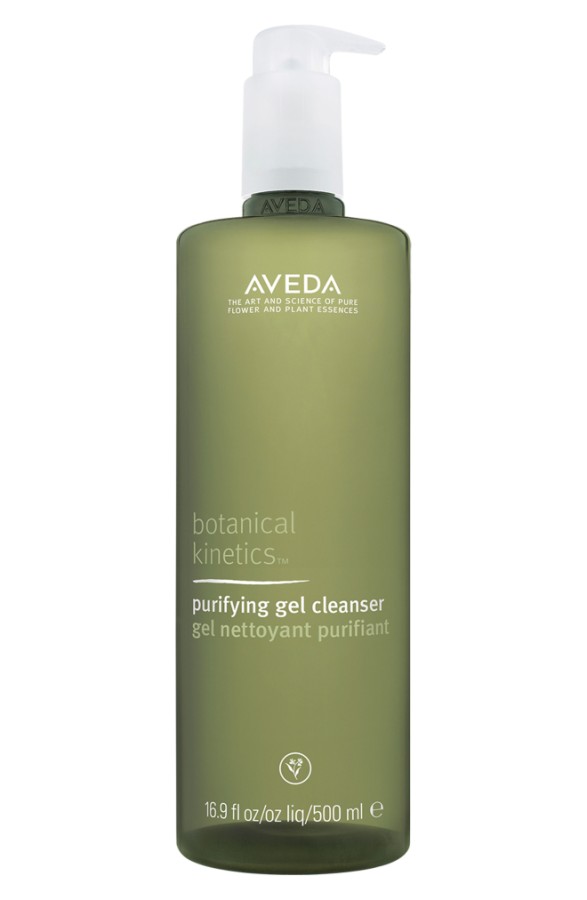 AVEDA
AVEDA
THE ART AND SCIENCE OF PURE
FLOWER AND PLANT ESSENCES
botanical
kinetics™
purifying gel cleanser
gel nettoyant purifiant
16.9 fl oz/oz liq/500 ml ℮